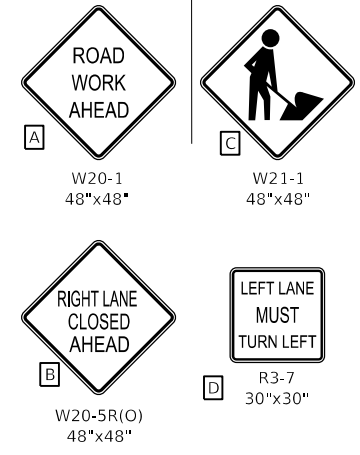 ROAD
WORK
AHEAD
A
W20-1
48"x48"
C
W21-1
48"x48"
RIGHT LANE
CLOSED
AHEAD
B
W20-5R(O)
48"x48"
LEFT LANE
MUST
TURN LEFT
D
R3-7
30"x30"